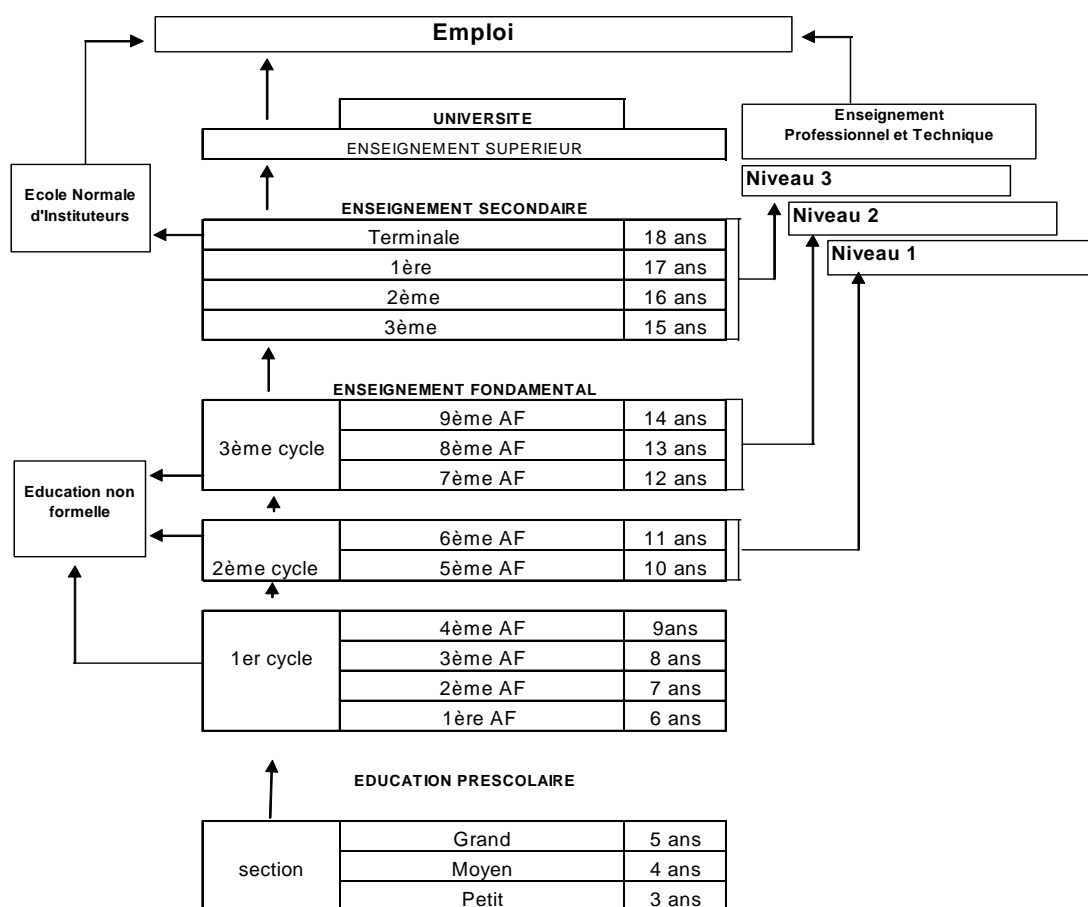 Emploi
UNIVERSITE
ENSEIGNEMENT SUPERIEUR
Enseignement
Professionnel et Technique
Niveau 3
Niveau 2
Niveau 1
Ecole Normale
d'Instituteurs
ENSEIGNEMENT SECONDAIRE
Terminale 18 ans
1ère 17 ans
2ème 16 ans
3ème 15 ans
ENSEIGNEMENT FONDAMENTAL
3ème cycle
9ème AF 14 ans
8ème AF 13 ans
7ème AF 12 ans
Education non
formelle
2ème cycle
6ème AF 11 ans
5ème AF 10 ans
1er cycle
4ème AF 9ans
3ème AF 8 ans
2ème AF 7 ans
1ère AF 6 ans
EDUCATION PRESCOLAIRE
section
Grand 5 ans
Moyen 4 ans
Petit 3 ans